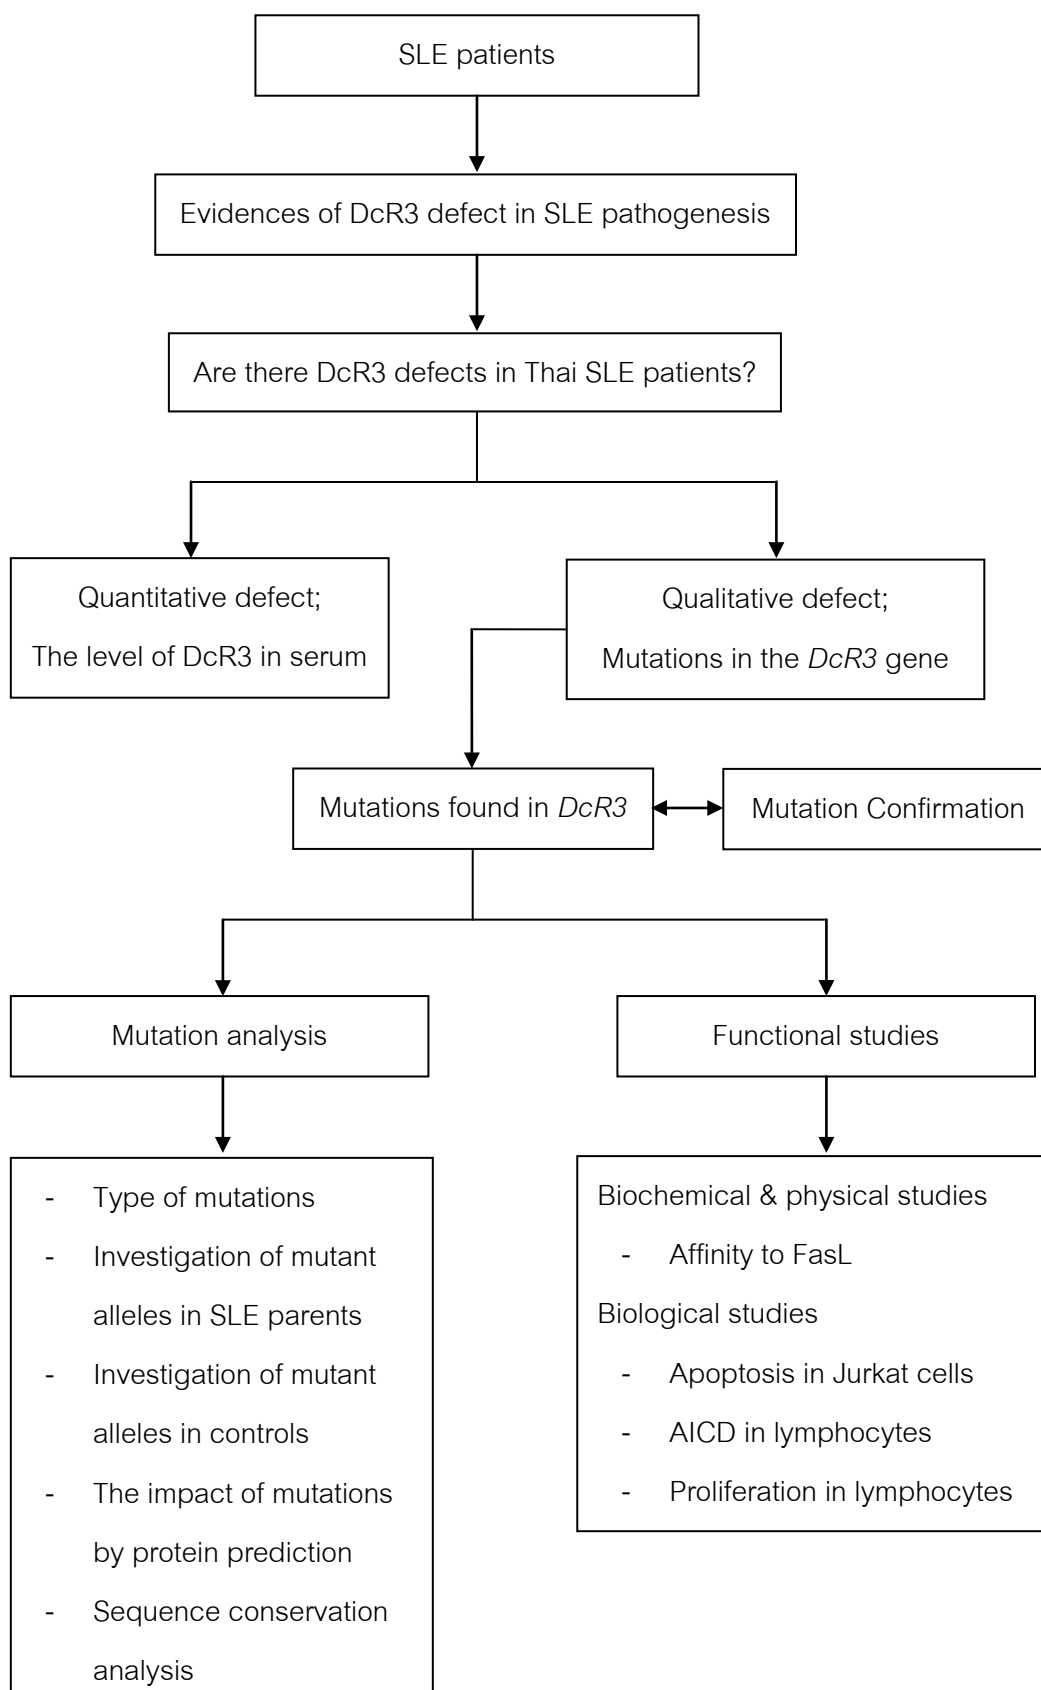 SLE patients
Evidences of DcR3 defect in SLE pathogenesis
Are there DcR3 defects in Thai SLE patients?
Quantitative defect;
The level of DcR3 in serum
Qualitative defect;
Mutations in the DcR3 gene
Mutations found in DcR3
Mutation Confirmation
Mutation analysis
Functional studies
- Type of mutations
- Investigation of mutant
alleles in SLE parents
- Investigation of mutant
alleles in controls
- The impact of mutations
by protein prediction
- Sequence conservation
analysis
Biochemical & physical studies
- Affinity to FasL
Biological studies
- Apoptosis in Jurkat cells
- AICD in lymphocytes
- Proliferation in lymphocytes